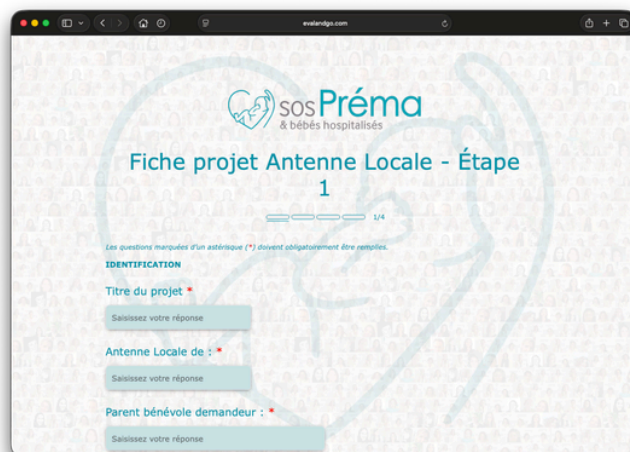 evalandgo.com
sos Préma
& bébés hospitalisés
Fiche projet Antenne Locale - Étape
1
1/4
Les questions marquées d'un astérisque (*) doivent obligatoirement être remplies.
IDENTIFICATION
Titre du projet *
Saisissez votre réponse
Antenne Locale de : *
Saisissez votre réponse
Parent bénévole demandeur : *
Saisissez votre réponse